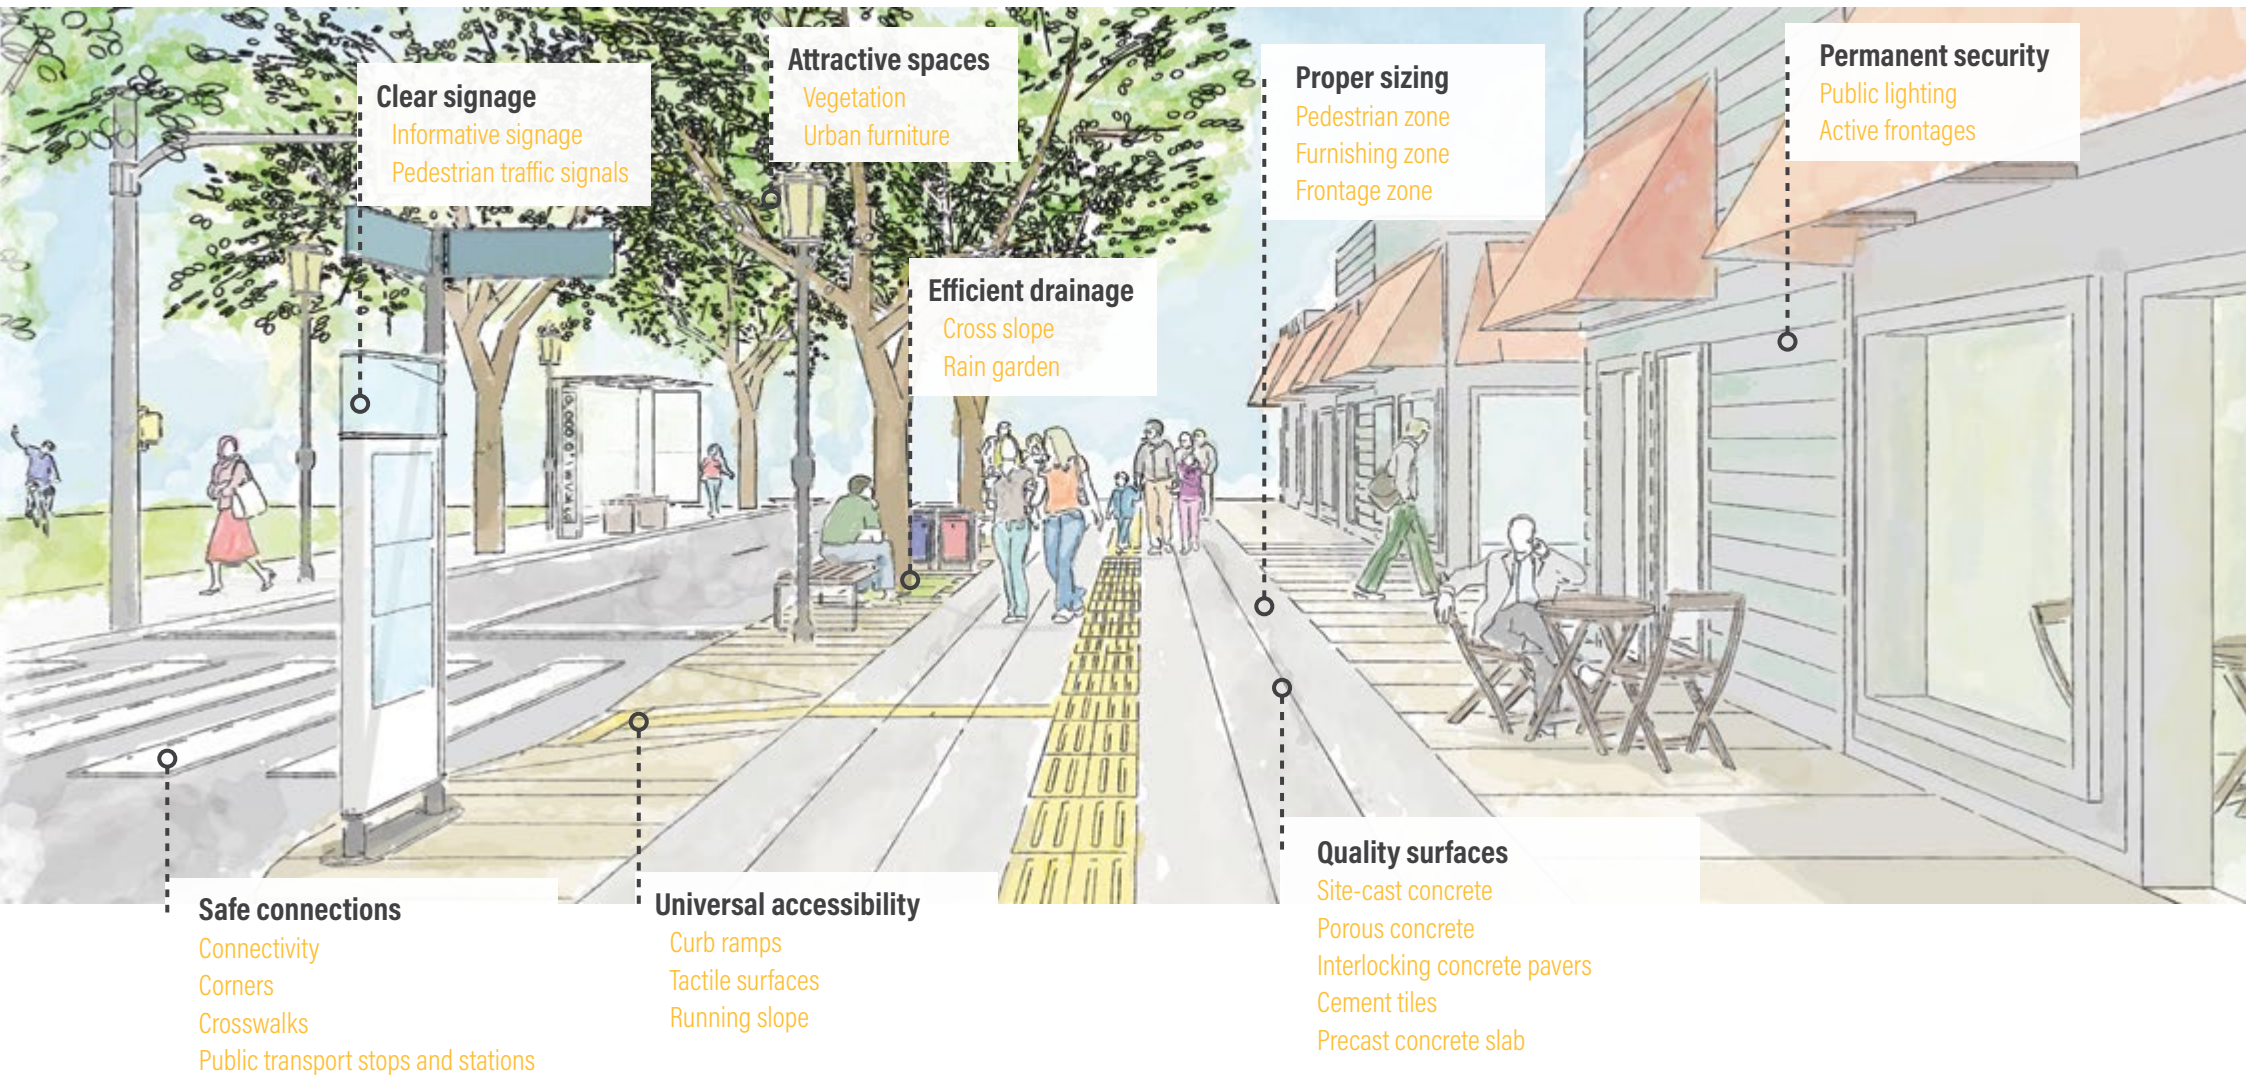 Clear signage
Informative signage
Pedestrian traffic signals
Attractive spaces
Vegetation
Urban furniture
Efficient drainage
Cross slope
Rain garden
Proper sizing
Pedestrian zone
Furnishing zone
Frontage zone
Permanent security
Public lighting
Active frontages
Safe connections
Connectivity
Corners
Crosswalks
Public transport stops and stations
Universal accessibility
Curb ramps
Tactile surfaces
Running slope
Quality surfaces
Site-cast concrete
Porous concrete
Interlocking concrete pavers
Cement tiles
Precast concrete slab